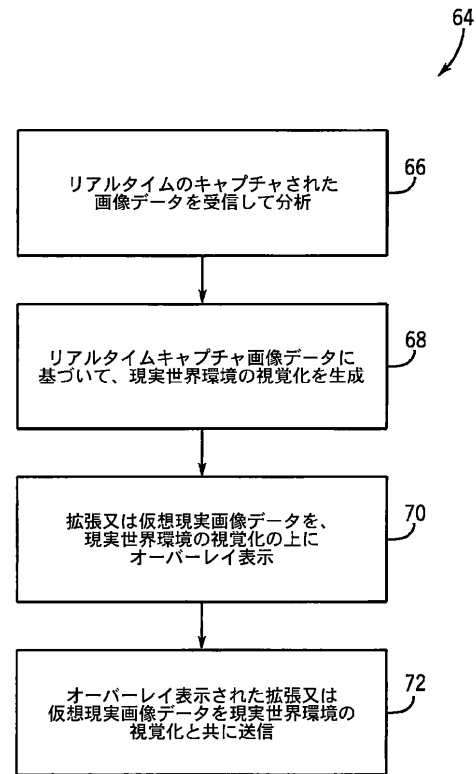 64
リアルタイムのキャプチャされた
画像データを受信して分析
66
リアルタイムキャプチャ画像データに
基づいて、現実世界環境の視覚化を生成
68
拡張又は仮想現実画像データを、
現実世界環境の視覚化の上に
オーバーレイ表示
70
オーバーレイ表示された拡張又は
仮想現実画像データを現実世界環境の
視覚化と共に送信
72